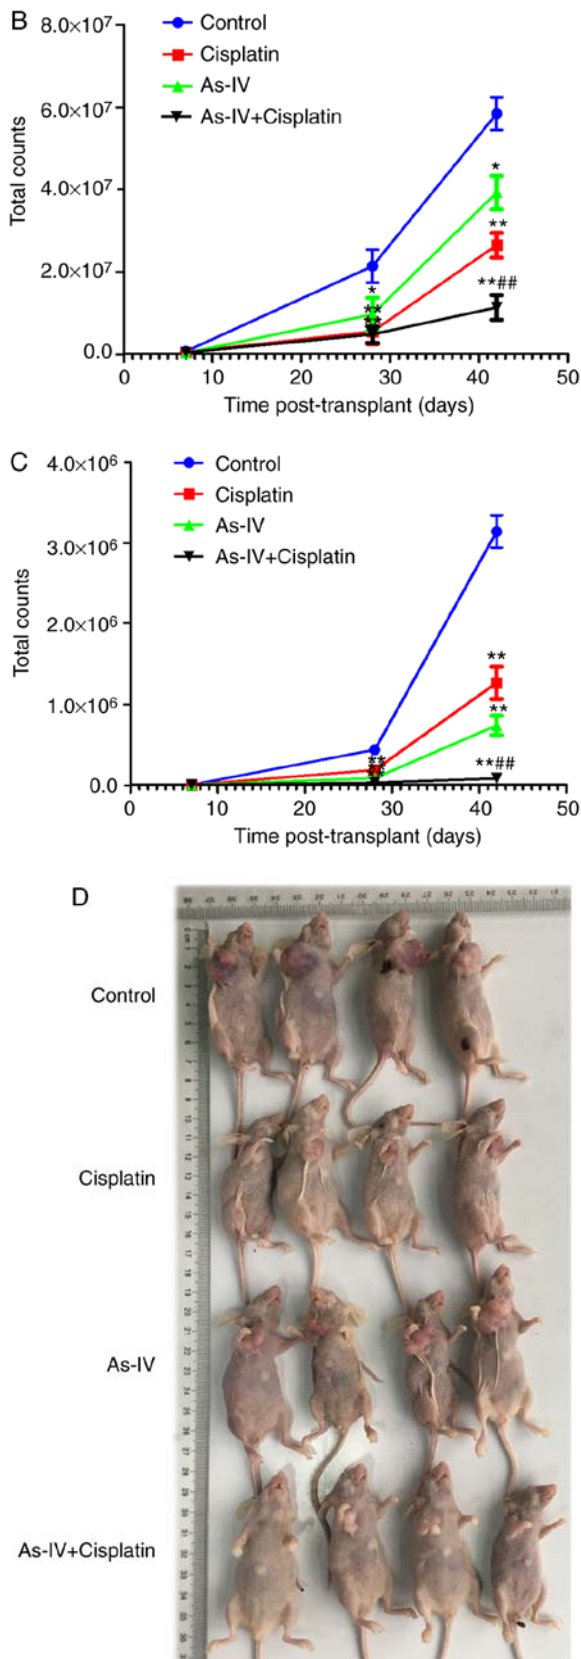 B
8.0×10⁷
6.0×10⁷
4.0×10⁷
2.0×10⁷
0.0
Total counts
Control
Cisplatin
As-IV
As-IV+Cisplatin
*
**
**##
*
**
**
0 10 20 30 40 50
Time post-transplant (days)
C
4.0×10⁶
3.0×10⁶
2.0×10⁶
1.0×10⁶
0.0
Total counts
Control
Cisplatin
As-IV
As-IV+Cisplatin
**
**
**##
**
**
0 10 20 30 40 50
Time post-transplant (days)
D
Control
Cisplatin
As-IV
As-IV+Cisplatin